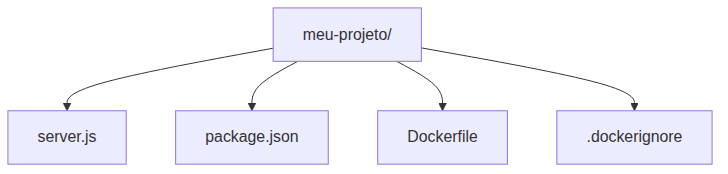 meu-projeto/
server.js
package.json
Dockerfile
.dockerignore